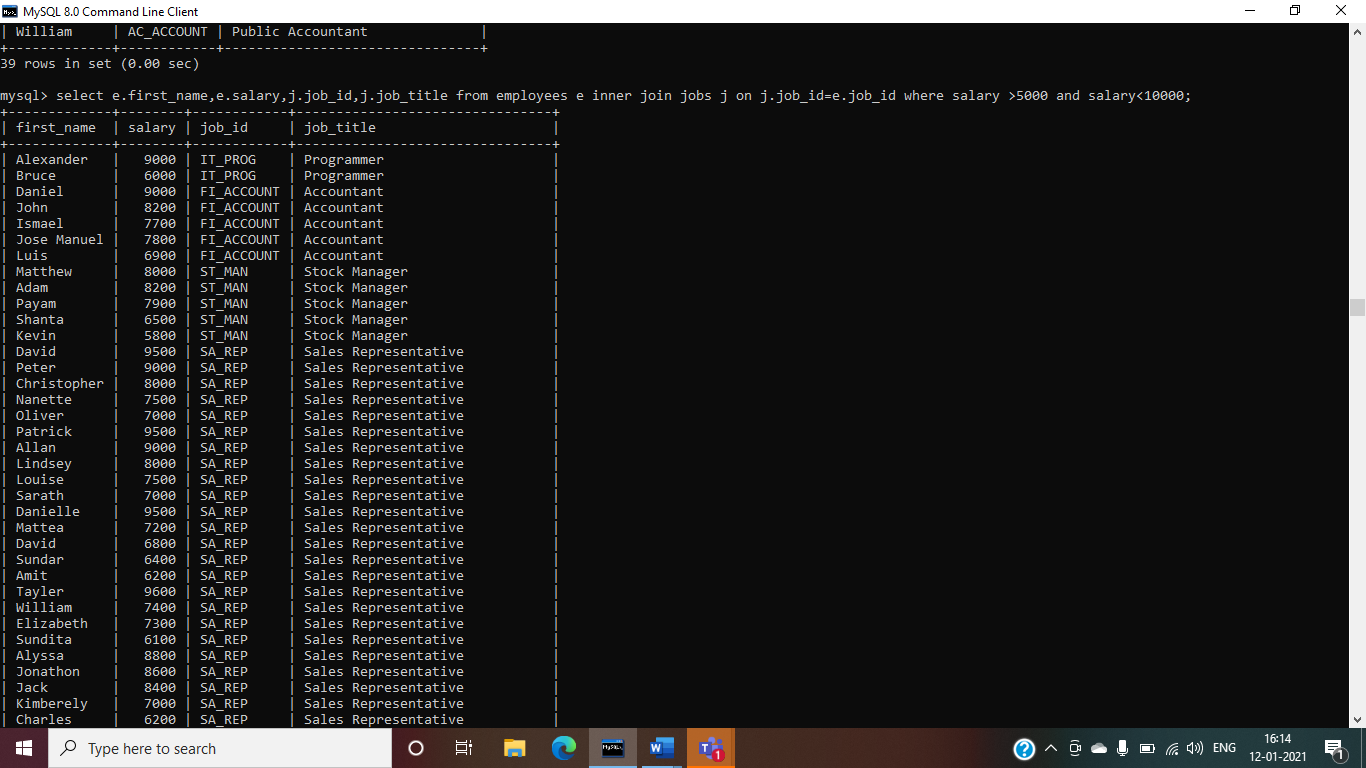 MySQL 8.0 Command Line Client
| William     | AC_ACCOUNT | Public Accountant              |
+-------------+------------+--------------------------------+
39 rows in set (0.00 sec)
mysql> select e.first_name,e.salary,j.job_id,j.job_title from employees e inner join jobs j on j.job_id=e.job_id where salary >5000 and salary<10000;
+-------------+--------+------------+--------------------------------+
| first_name  | salary | job_id     | job_title                      |
+-------------+--------+------------+--------------------------------+
| Alexander   |   9000 | IT_PROG    | Programmer                     |
| Bruce       |   6000 | IT_PROG    | Programmer                     |
| Daniel      |   9000 | FI_ACCOUNT | Accountant                     |
| John        |   8200 | FI_ACCOUNT | Accountant                     |
| Ismael      |   7700 | FI_ACCOUNT | Accountant                     |
| Jose Manuel |   7800 | FI_ACCOUNT | Accountant                     |
| Luis        |   6900 | FI_ACCOUNT | Accountant                     |
| Matthew     |   8000 | ST_MAN     | Stock Manager                  |
| Adam        |   8200 | ST_MAN     | Stock Manager                  |
| Payam       |   7900 | ST_MAN     | Stock Manager                  |
| Shanta      |   6500 | ST_MAN     | Stock Manager                  |
| Kevin       |   5800 | ST_MAN     | Stock Manager                  |
| David       |   9500 | SA_REP     | Sales Representative           |
| Peter       |   9000 | SA_REP     | Sales Representative           |
| Christopher |   8000 | SA_REP     | Sales Representative           |
| Nanette     |   7500 | SA_REP     | Sales Representative           |
| Oliver      |   7000 | SA_REP     | Sales Representative           |
| Patrick     |   9500 | SA_REP     | Sales Representative           |
| Allan       |   9000 | SA_REP     | Sales Representative           |
| Lindsey     |   8000 | SA_REP     | Sales Representative           |
| Louise      |   7500 | SA_REP     | Sales Representative           |
| Sarath      |   7000 | SA_REP     | Sales Representative           |
| Danielle    |   9500 | SA_REP     | Sales Representative           |
| Mattea      |   7200 | SA_REP     | Sales Representative           |
| David       |   6800 | SA_REP     | Sales Representative           |
| Sundar      |   6400 | SA_REP     | Sales Representative           |
| Amit        |   6200 | SA_REP     | Sales Representative           |
| Tayler      |   9600 | SA_REP     | Sales Representative           |
| William     |   7400 | SA_REP     | Sales Representative           |
| Elizabeth   |   7300 | SA_REP     | Sales Representative           |
| Sundita     |   6100 | SA_REP     | Sales Representative           |
| Alyssa      |   8800 | SA_REP     | Sales Representative           |
| Jonathon    |   8600 | SA_REP     | Sales Representative           |
| Jack        |   8400 | SA_REP     | Sales Representative           |
| Kimberely   |   7000 | SA_REP     | Sales Representative           |
| Charles     |   6200 | SA_REP     | Sales Representative           |
Type here to search
ENG
16:14
12-01-2021